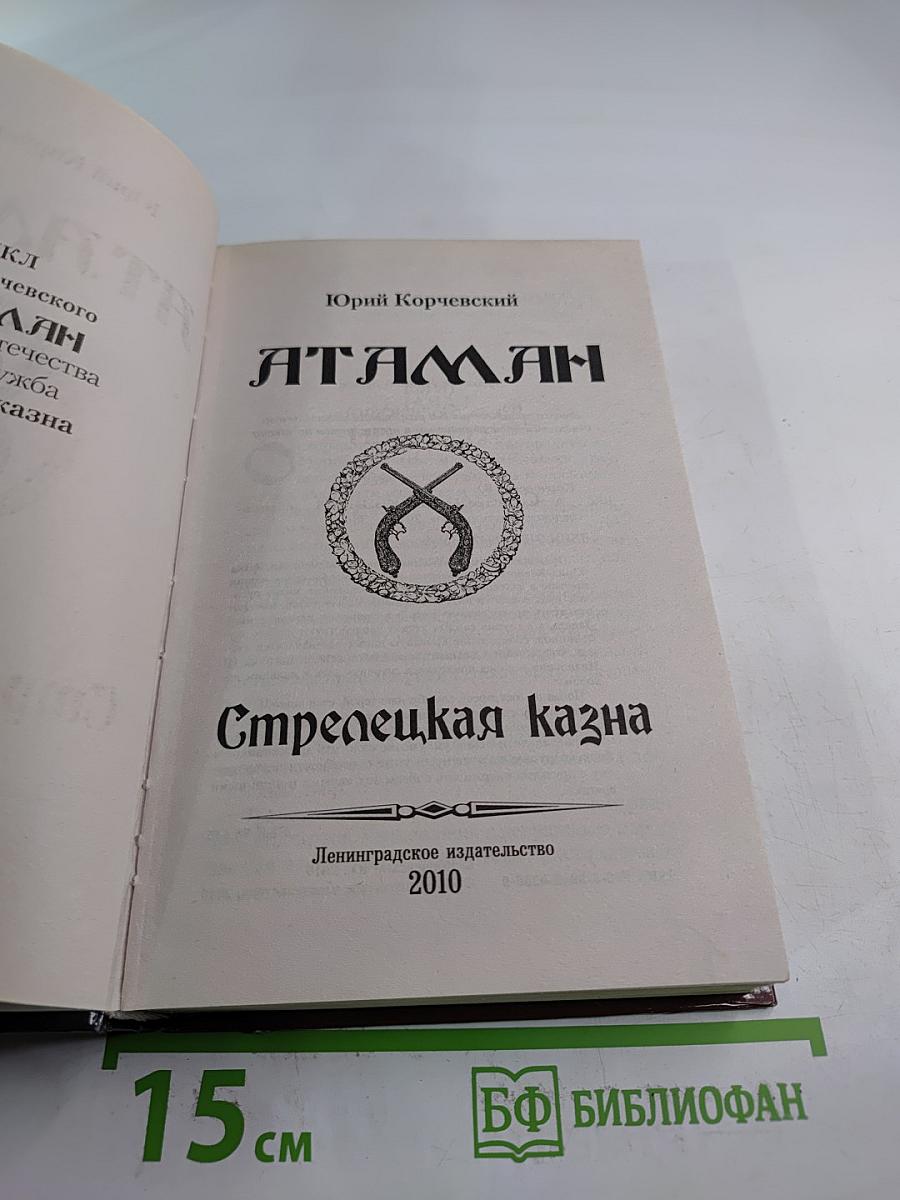 КЛ
чевского
МАН
течества
ужба
казна
Юрий Корчевский
АТАМАН
Стрелецкая казна
Ленинградское издательство
2010
15 см
БФ БИБЛИОФАН